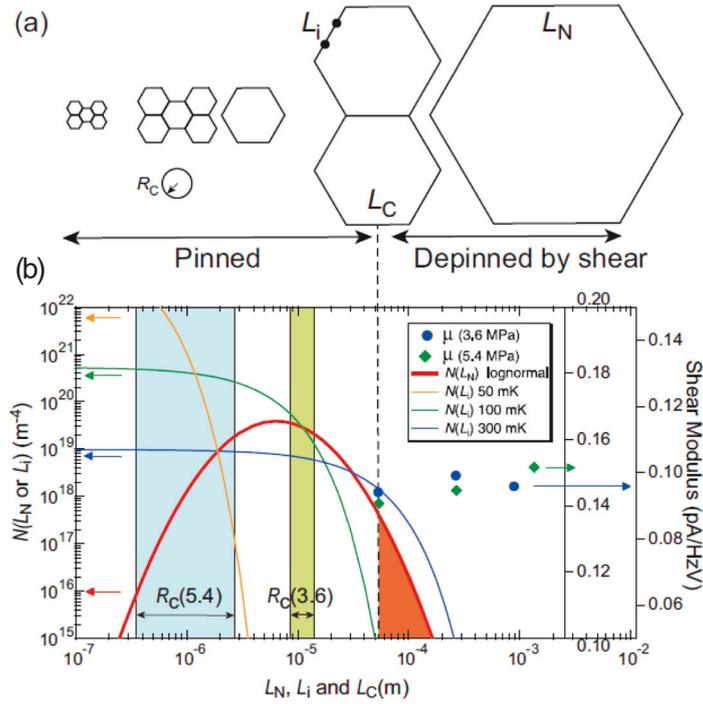 (a)
Li
LN
RC
LC
Pinned
Depinned by shear
(b)
10^22
10^21
10^20
10^19
10^18
10^17
10^16
10^15
N(LN or Li) (m^-4)
μ (3.6 MPa)
μ (5.4 MPa)
N(LN) lognormal
N(Li) 50 mK
N(Li) 100 mK
N(Li) 300 mK
RC(5.4)
RC(3.6)
0.20
0.18
0.16
0.14
0.12
0.10
0.14
0.12
0.10
0.08
0.06
Shear Modulus (pA/HzV)
10^-7
10^-6
10^-5
10^-4
10^-3
10^-2
LN, Li and LC(m)